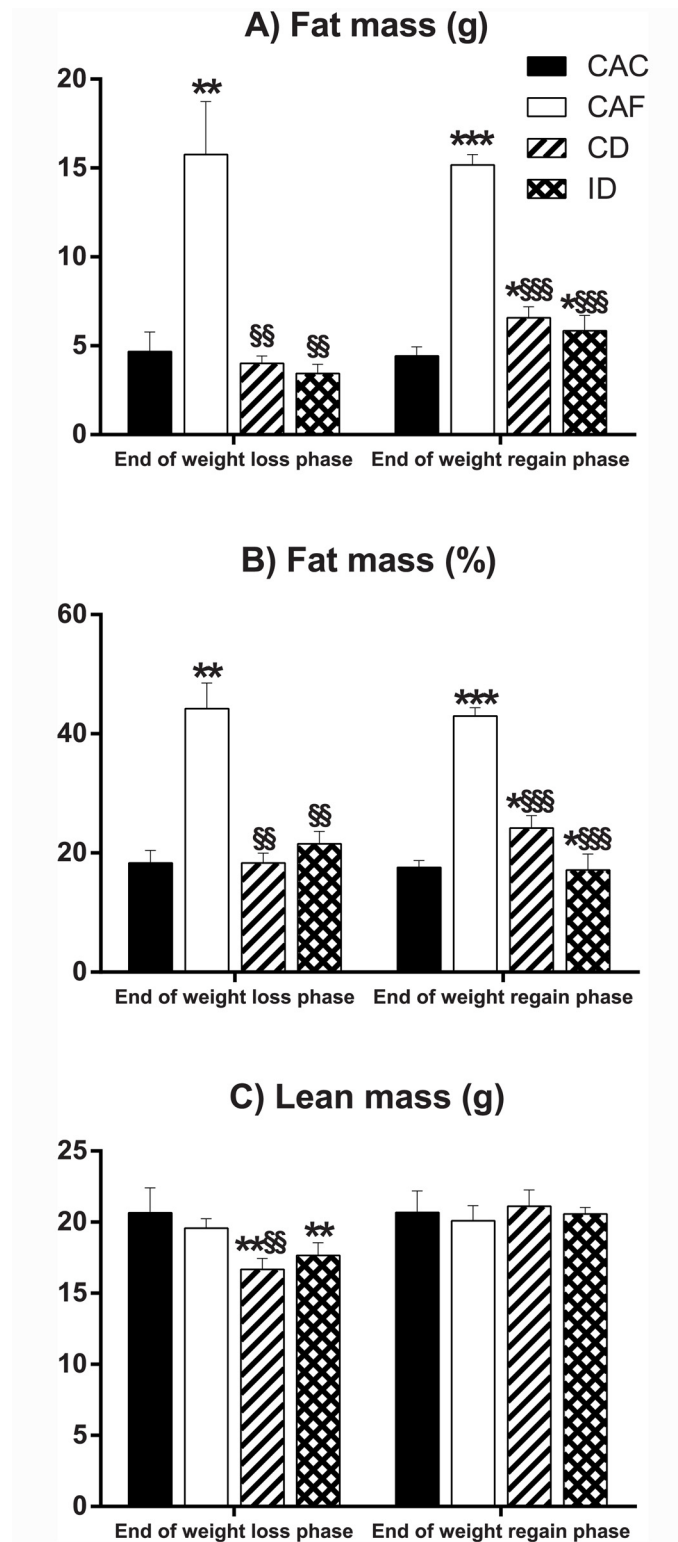 A) Fat mass (g)
20
15
10
5
0
CAC
CAF
CD
ID
**
§§
§§
***
*§§§
*§§§
End of weight loss phase
End of weight regain phase
B) Fat mass (%)
60
40
20
0
**
§§
§§
***
*§§§
*§§§
End of weight loss phase
End of weight regain phase
C) Lean mass (g)
25
20
15
10
5
0
**§§
**
End of weight loss phase
End of weight regain phase